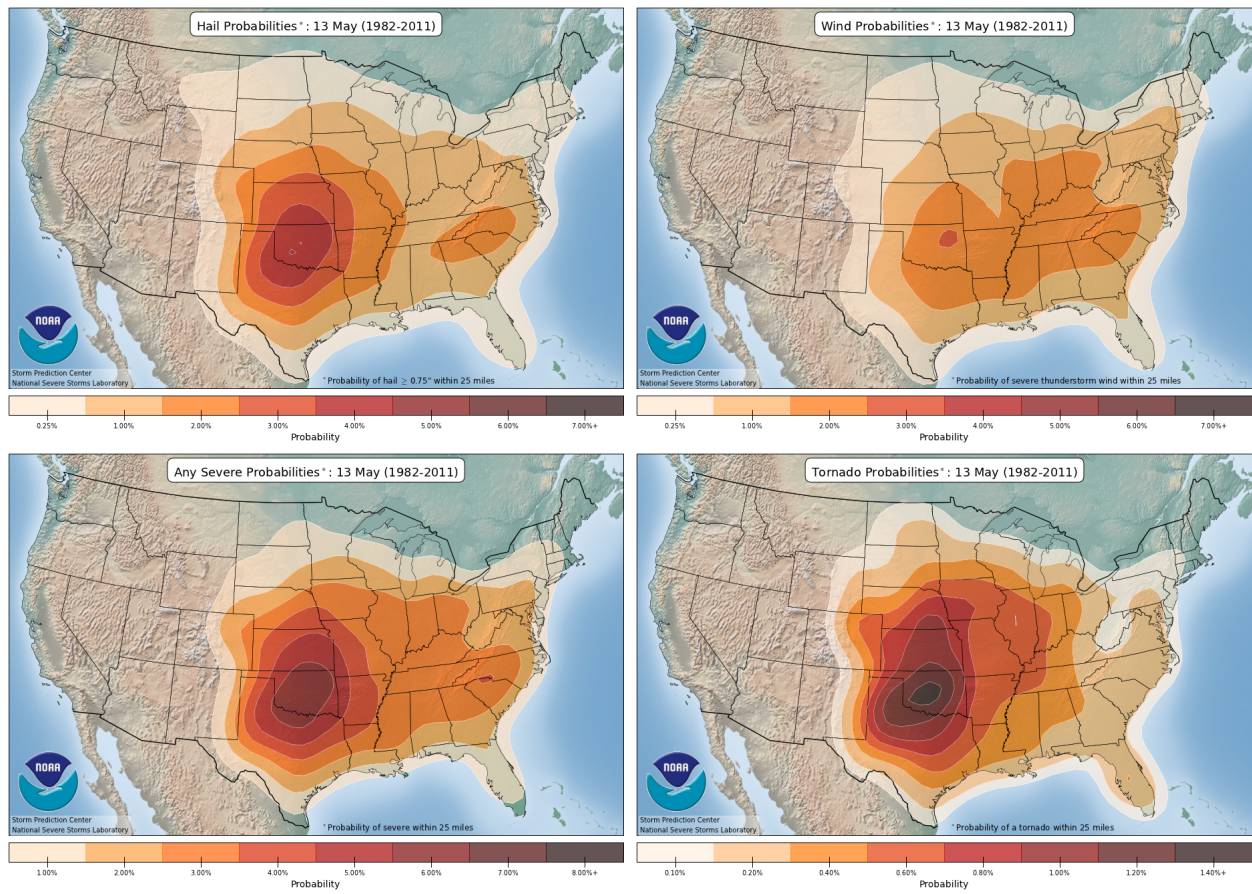 Hail Probabilities*: 13 May (1982-2011)
NOAA
Storm Prediction Center
National Severe Storms Laboratory
*Probability of hail ≥ 0.75" within 25 miles
0.25% 1.00% 2.00% 3.00% 4.00% 5.00% 6.00% 7.00%+
Probability
Wind Probabilities*: 13 May (1982-2011)
NOAA
Storm Prediction Center
National Severe Storms Laboratory
*Probability of severe thunderstorm wind within 25 miles
0.25% 1.00% 2.00% 3.00% 4.00% 5.00% 6.00% 7.00%+
Probability
Any Severe Probabilities*: 13 May (1982-2011)
NOAA
Storm Prediction Center
National Severe Storms Laboratory
*Probability of severe within 25 miles
1.00% 2.00% 3.00% 4.00% 5.00% 6.00% 7.00% 8.00%+
Probability
Tornado Probabilities*: 13 May (1982-2011)
NOAA
Storm Prediction Center
National Severe Storms Laboratory
*Probability of a tornado within 25 miles
0.10% 0.20% 0.40% 0.60% 0.80% 1.00% 1.20% 1.40%+
Probability